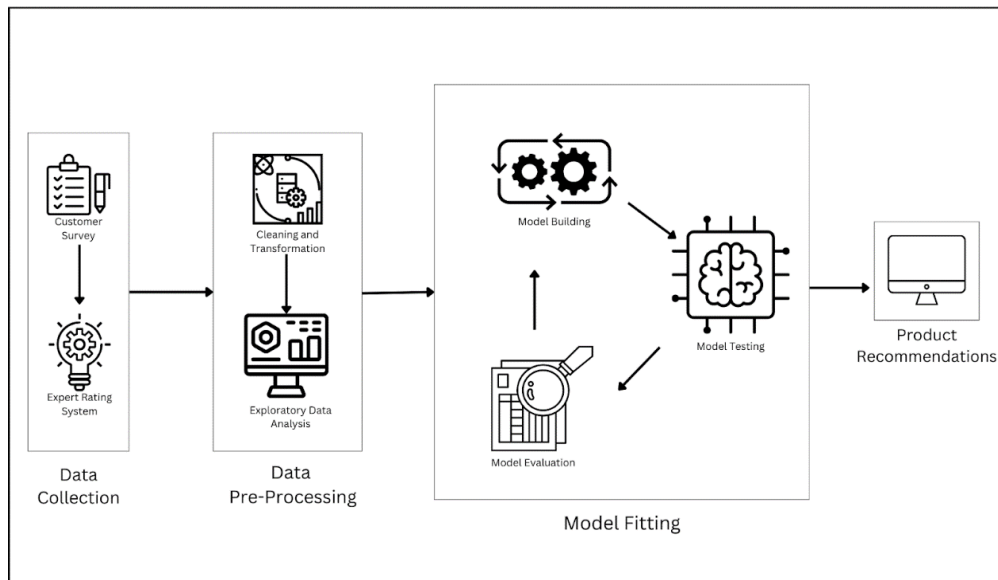 Customer
Survey
Expert Rating
System
Data
Collection
Cleaning and
Transformation
Exploratory Data
Analysis
Data
Pre-Processing
Model Building
Model Testing
Model Evaluation
Model Fitting
Product
Recommendations